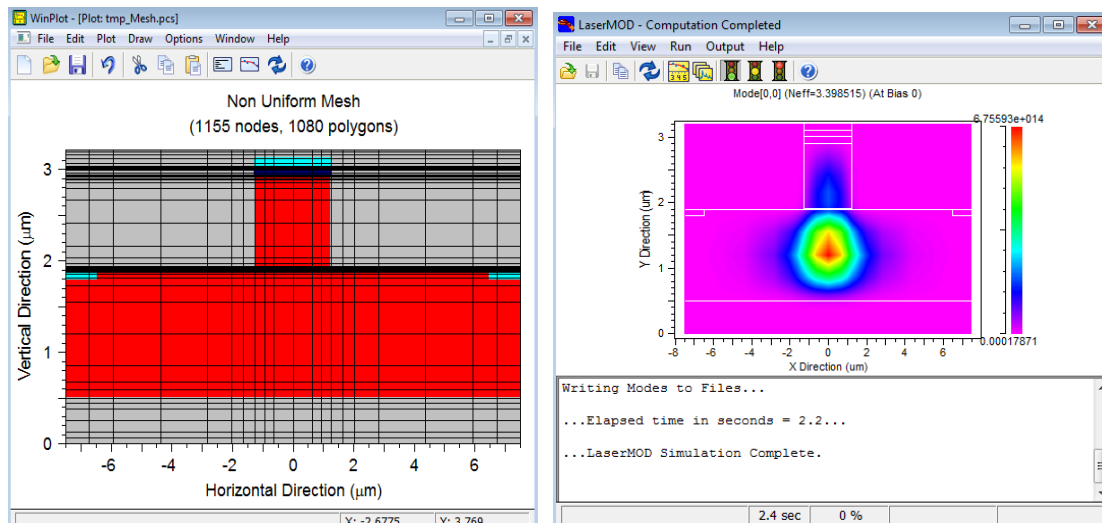 WinPlot - [Plot: tmp_Mesh.pcs]
File Edit Plot Draw Options Window Help
Non Uniform Mesh
(1155 nodes, 1080 polygons)
3
2
1
0
Vertical Direction (μm)
-6 -4 -2 0 2 4 6
Horizontal Direction (μm)
X: -2.6775 Y: 3.769
LaserMOD - Computation Completed
File Edit View Run Output Help
Mode[0,0] (Neff=3.398515) (At Bias 0)
6.75593e+014
3
2
1
0
Y Direction (um)
0.00017871
-8 -6 -4 -2 0 2 4 6
X Direction (um)
Writing Modes to Files...
...Elapsed time in seconds = 2.2...
...LaserMOD Simulation Complete.
2.4 sec 0 %